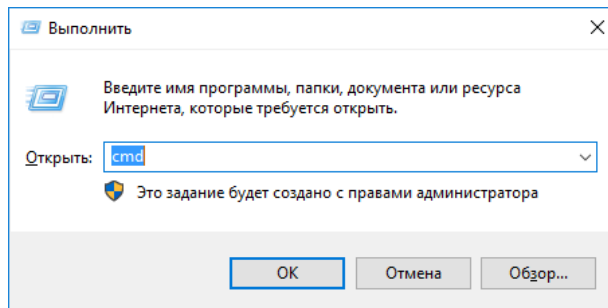 Выполнить
Введите имя программы, папки, документа или ресурса
Интернета, которые требуется открыть.
Открыть: cmd
Это задание будет создано с правами администратора
ОК Отмена Обзор...